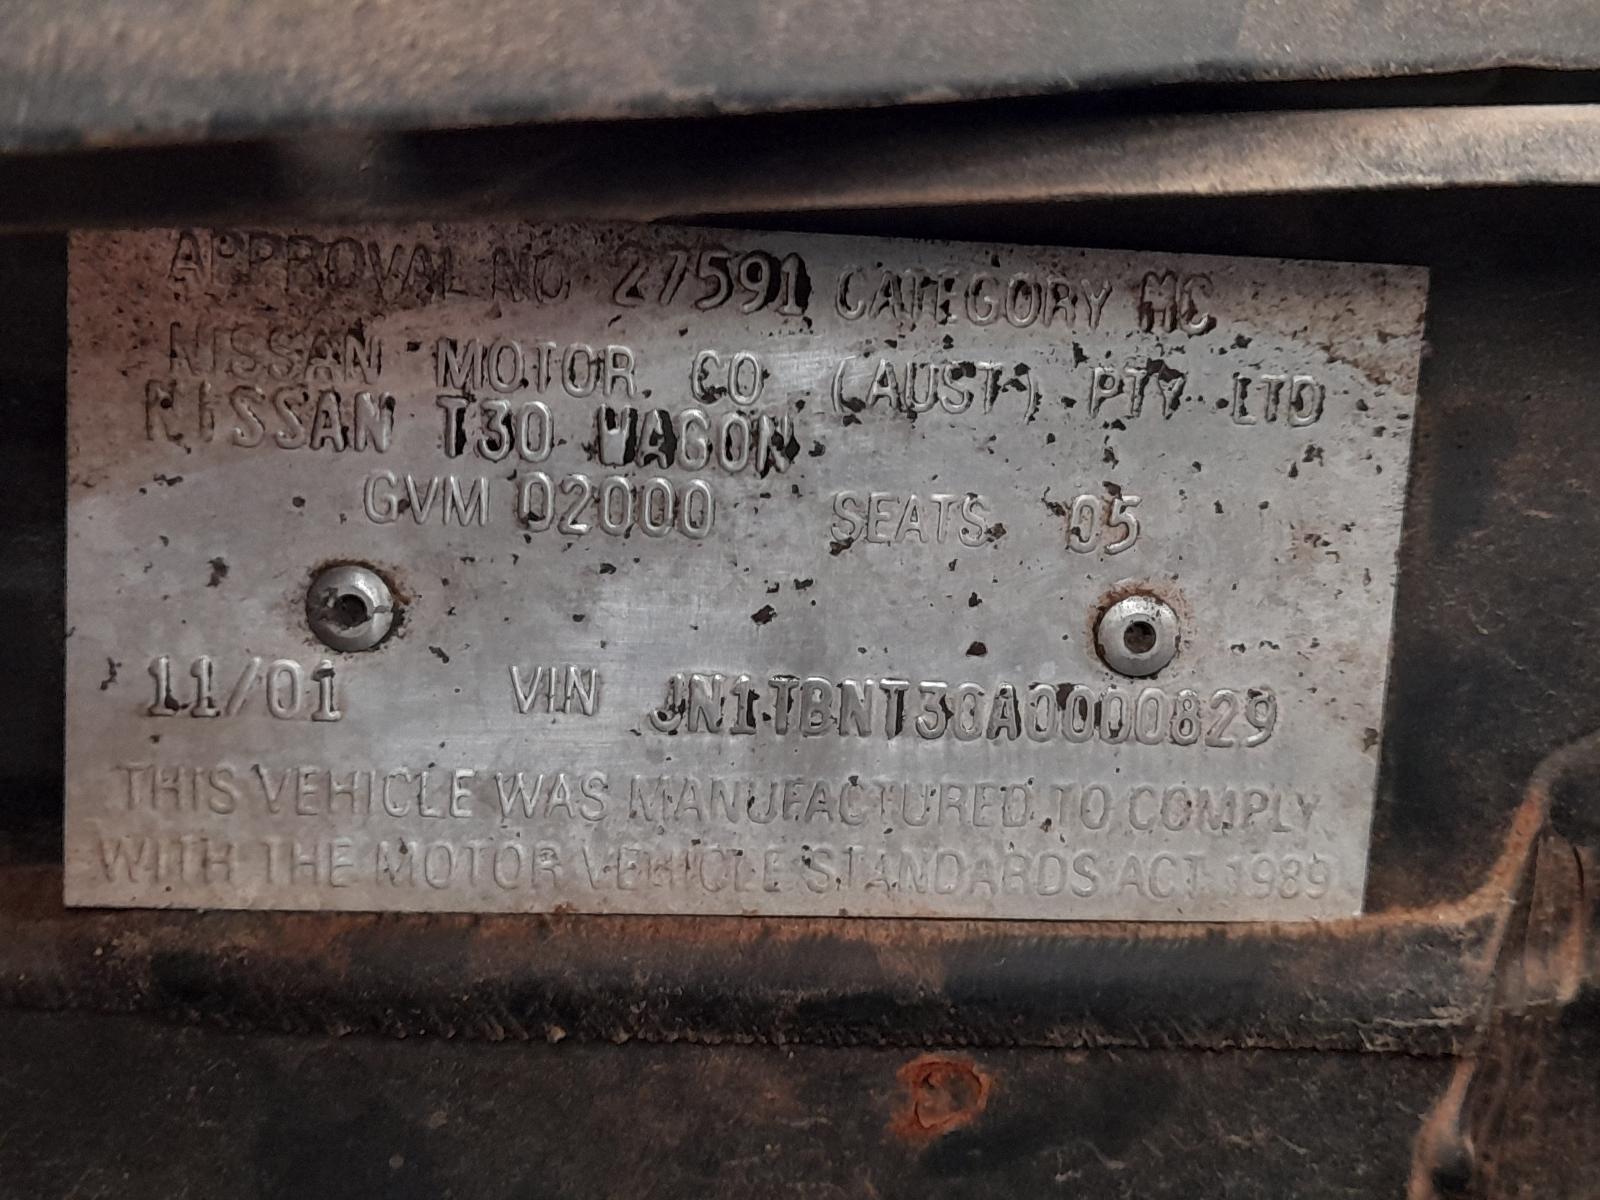 APPROVAL NO 27591 CATEGORY MC
NISSAN MOTOR CO (AUST) PTY LTD
NISSAN T30 WAGON
GVM 02000 SEATS 05
11/01 VIN JN1TBNT30A0000829
THIS VEHICLE WAS MANUFACTURED TO COMPLY
WITH THE MOTOR VEHICLE STANDARDS ACT 1989